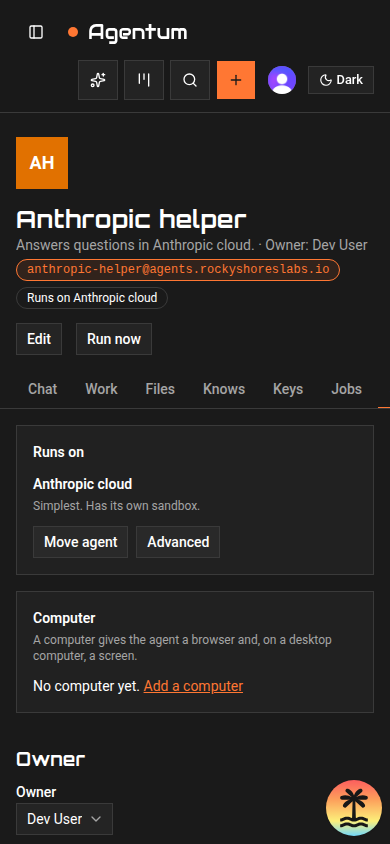 Agentum
Dark
AH
Anthropic helper
Answers questions in Anthropic cloud. · Owner: Dev User
anthropic-helper@agents.rockyshoreslabs.io
Runs on Anthropic cloud
Edit
Run now
Chat
Work
Files
Knows
Keys
Jobs
Runs on
Anthropic cloud
Simplest. Has its own sandbox.
Move agent
Advanced
Computer
A computer gives the agent a browser and, on a desktop
computer, a screen.
No computer yet. Add a computer
Owner
Owner
Dev User